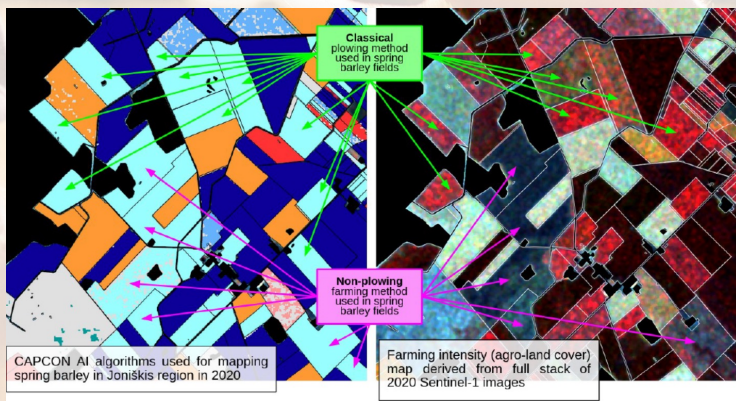 Classical
plowing method
used in spring
barley fields
Non-plowing
farming method
used in spring
barley fields
CAPCON AI algorithms used for mapping
spring barley in Joniškis region in 2020
Farming intensity (agro-land cover)
map derived from full stack of
2020 Sentinel-1 images